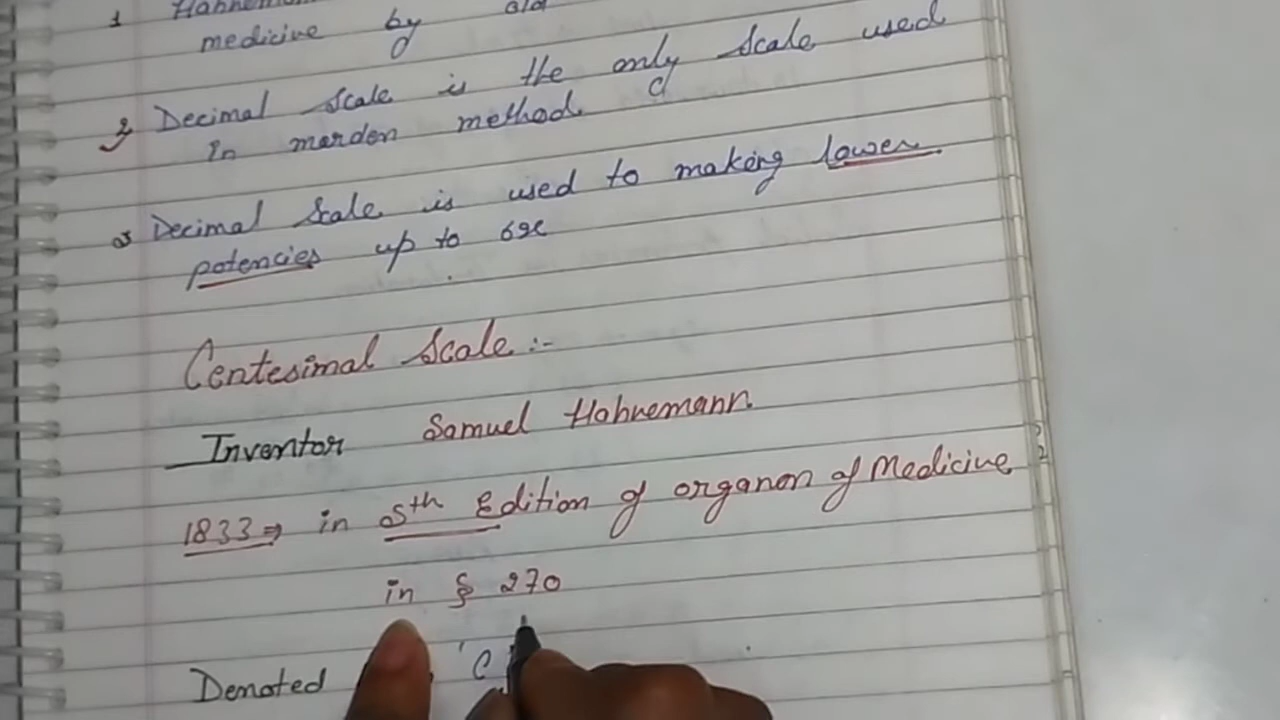 medicine by old
2 Decimal Scale is the only Scale used
In morden method
3 Decimal Scale is used to making lower
potencies up to 6x
Centesimal Scale :-
Inventor Samuel Hahnemann.
1833 ⇒ in 5th Edition of organon of Medicine
in § 270
Denoted 'C